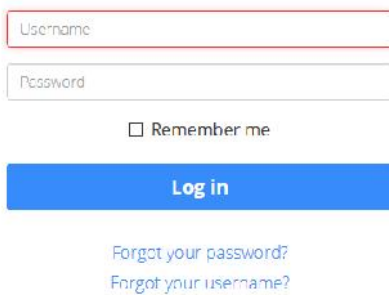 Username
Password
Remember me
Log in
Forgot your password?
Forgot your username?